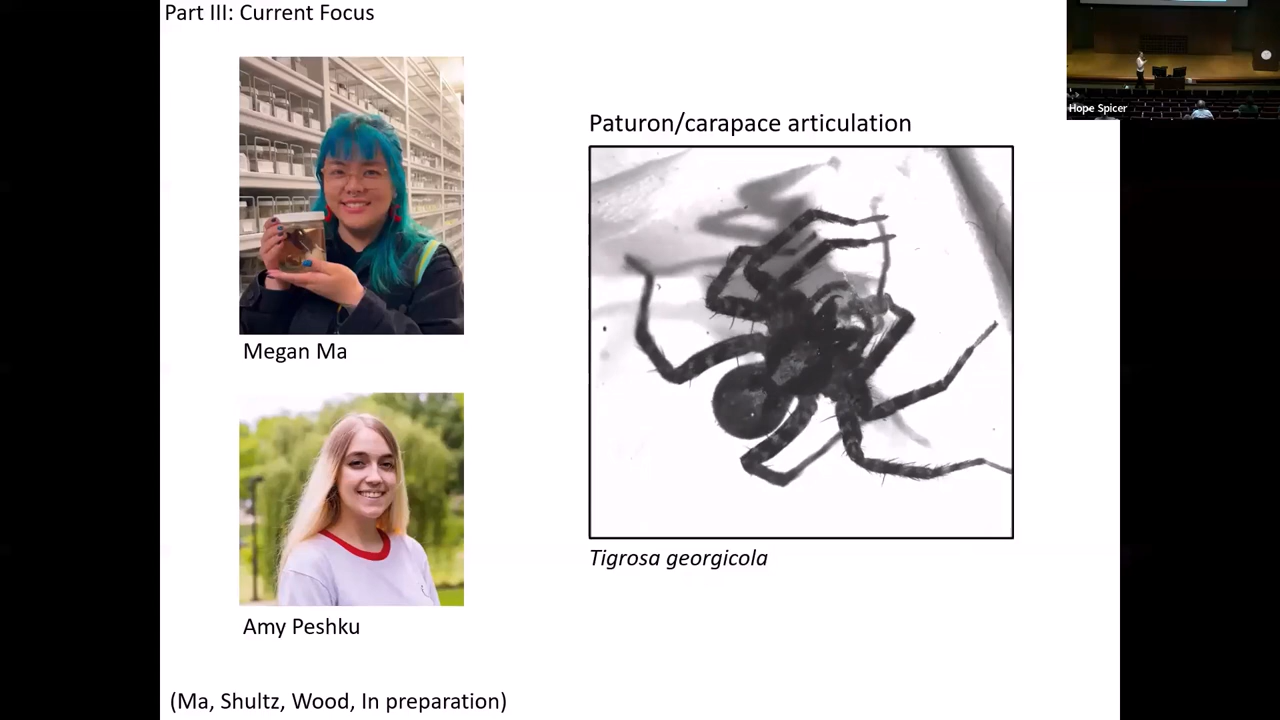 Part III: Current Focus
Hope Spicer
Paturon/carapace articulation
Megan Ma
Tigrosa georgicola
Amy Peshku
(Ma, Shultz, Wood, In preparation)